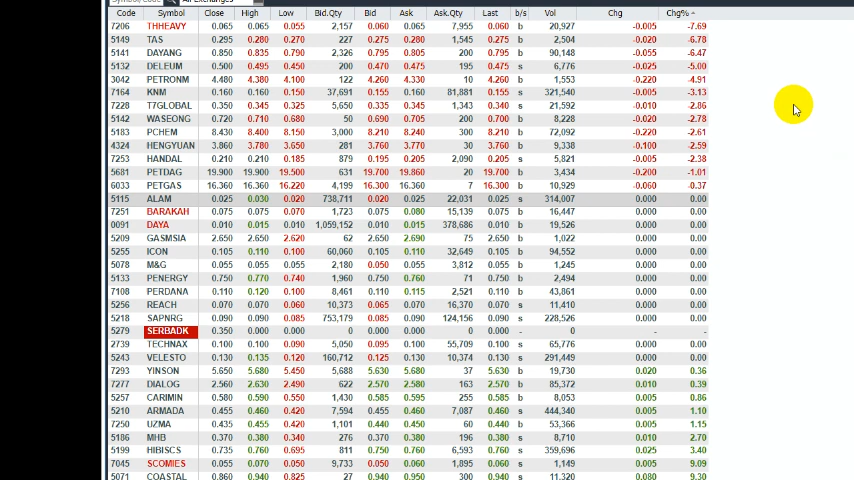 Symbol/Code All Exchanges
Code Symbol Close High Low Bid.Qty Bid Ask Ask.Qty Last b/s Vol Chg Chg%
7206 THHEAVY 0.065 0.065 0.055 2,157 0.060 0.065 7,955 0.060 b 20,927 -0.005 -7.69
5149 TAS 0.295 0.280 0.270 227 0.275 0.280 1,545 0.275 b 2,504 -0.020 -6.78
5141 DAYANG 0.850 0.835 0.790 2,326 0.795 0.805 200 0.795 b 90,148 -0.055 -6.47
5132 DELEUM 0.500 0.495 0.450 200 0.470 0.475 195 0.475 s 6,776 -0.025 -5.00
3042 PETRONM 4.480 4.380 4.100 122 4.260 4.330 10 4.260 b 1,553 -0.220 -4.91
7164 KNM 0.160 0.160 0.150 37,691 0.155 0.160 81,881 0.155 s 321,540 -0.005 -3.13
7228 T7GLOBAL 0.350 0.345 0.325 5,650 0.335 0.345 1,343 0.340 s 21,592 -0.010 -2.86
5142 WASEONG 0.720 0.710 0.680 50 0.690 0.705 200 0.700 b 8,228 -0.020 -2.78
5183 PCHEM 8.430 8.400 8.150 3,000 8.210 8.240 300 8.210 b 72,092 -0.220 -2.61
4324 HENGYUAN 3.860 3.780 3.650 281 3.760 3.770 30 3.760 b 9,338 -0.100 -2.59
7253 HANDAL 0.210 0.210 0.185 879 0.195 0.205 2,090 0.205 s 5,821 -0.005 -2.38
5681 PETDAG 19.900 19.900 19.500 631 19.700 19.860 20 19.700 b 3,434 -0.200 -1.01
6033 PETGAS 16.360 16.360 16.220 4,199 16.300 16.360 7 16.300 b 10,929 -0.060 -0.37
5115 ALAM 0.025 0.030 0.020 738,711 0.020 0.025 22,031 0.025 s 314,007 0.000 0.00
7251 BARAKAH 0.075 0.075 0.070 1,723 0.075 0.080 15,139 0.075 b 16,447 0.000 0.00
0091 DAYA 0.010 0.015 0.010 1,059,152 0.010 0.015 378,686 0.010 b 19,526 0.000 0.00
5209 GASMSIA 2.650 2.650 2.620 62 2.650 2.690 75 2.650 b 1,022 0.000 0.00
5255 ICON 0.105 0.110 0.100 60,060 0.105 0.110 32,649 0.105 b 94,552 0.000 0.00
5078 M&G 0.055 0.055 0.055 2,180 0.050 0.055 3,812 0.055 b 1,245 0.000 0.00
5133 PENERGY 0.750 0.770 0.740 1,960 0.750 0.760 71 0.750 b 2,494 0.000 0.00
7108 PERDANA 0.110 0.120 0.100 8,461 0.110 0.115 2,521 0.110 b 43,861 0.000 0.00
5256 REACH 0.070 0.070 0.060 10,373 0.065 0.070 16,370 0.070 s 11,410 0.000 0.00
5218 SAPNRG 0.090 0.090 0.085 753,179 0.085 0.090 124,156 0.090 s 228,526 0.000 0.00
5279 SERBADK 0.350 0.000 0.000 0 0.000 0.000 0 0.000 - 0 - -
2739 TECHNAX 0.100 0.100 0.090 5,050 0.095 0.100 55,709 0.100 s 65,776 0.000 0.00
5243 VELESTO 0.130 0.135 0.120 160,712 0.125 0.130 10,374 0.130 s 291,449 0.000 0.00
7293 YINSON 5.650 5.680 5.450 5,688 5.630 5.680 37 5.630 b 19,730 0.020 0.36
7277 DIALOG 2.560 2.630 2.490 622 2.570 2.580 163 2.570 b 85,372 0.010 0.39
5257 CARIMIN 0.580 0.590 0.550 1,430 0.585 0.595 255 0.585 b 8,053 0.005 0.86
5210 ARMADA 0.455 0.460 0.420 7,594 0.455 0.460 7,087 0.460 s 444,340 0.005 1.10
7250 UZMA 0.435 0.455 0.420 1,101 0.440 0.450 60 0.440 b 53,366 0.005 1.15
5186 MHB 0.370 0.380 0.340 276 0.370 0.380 196 0.380 s 8,710 0.010 2.70
5199 HIBISCS 0.735 0.760 0.695 811 0.750 0.760 6,593 0.760 s 359,696 0.025 3.40
7045 SCOMIES 0.055 0.070 0.050 9,733 0.050 0.060 1,895 0.060 s 1,149 0.005 9.09
5071 COASTAL 0.860 0.940 0.825 27 0.940 0.950 300 0.940 b 11,320 0.080 9.30